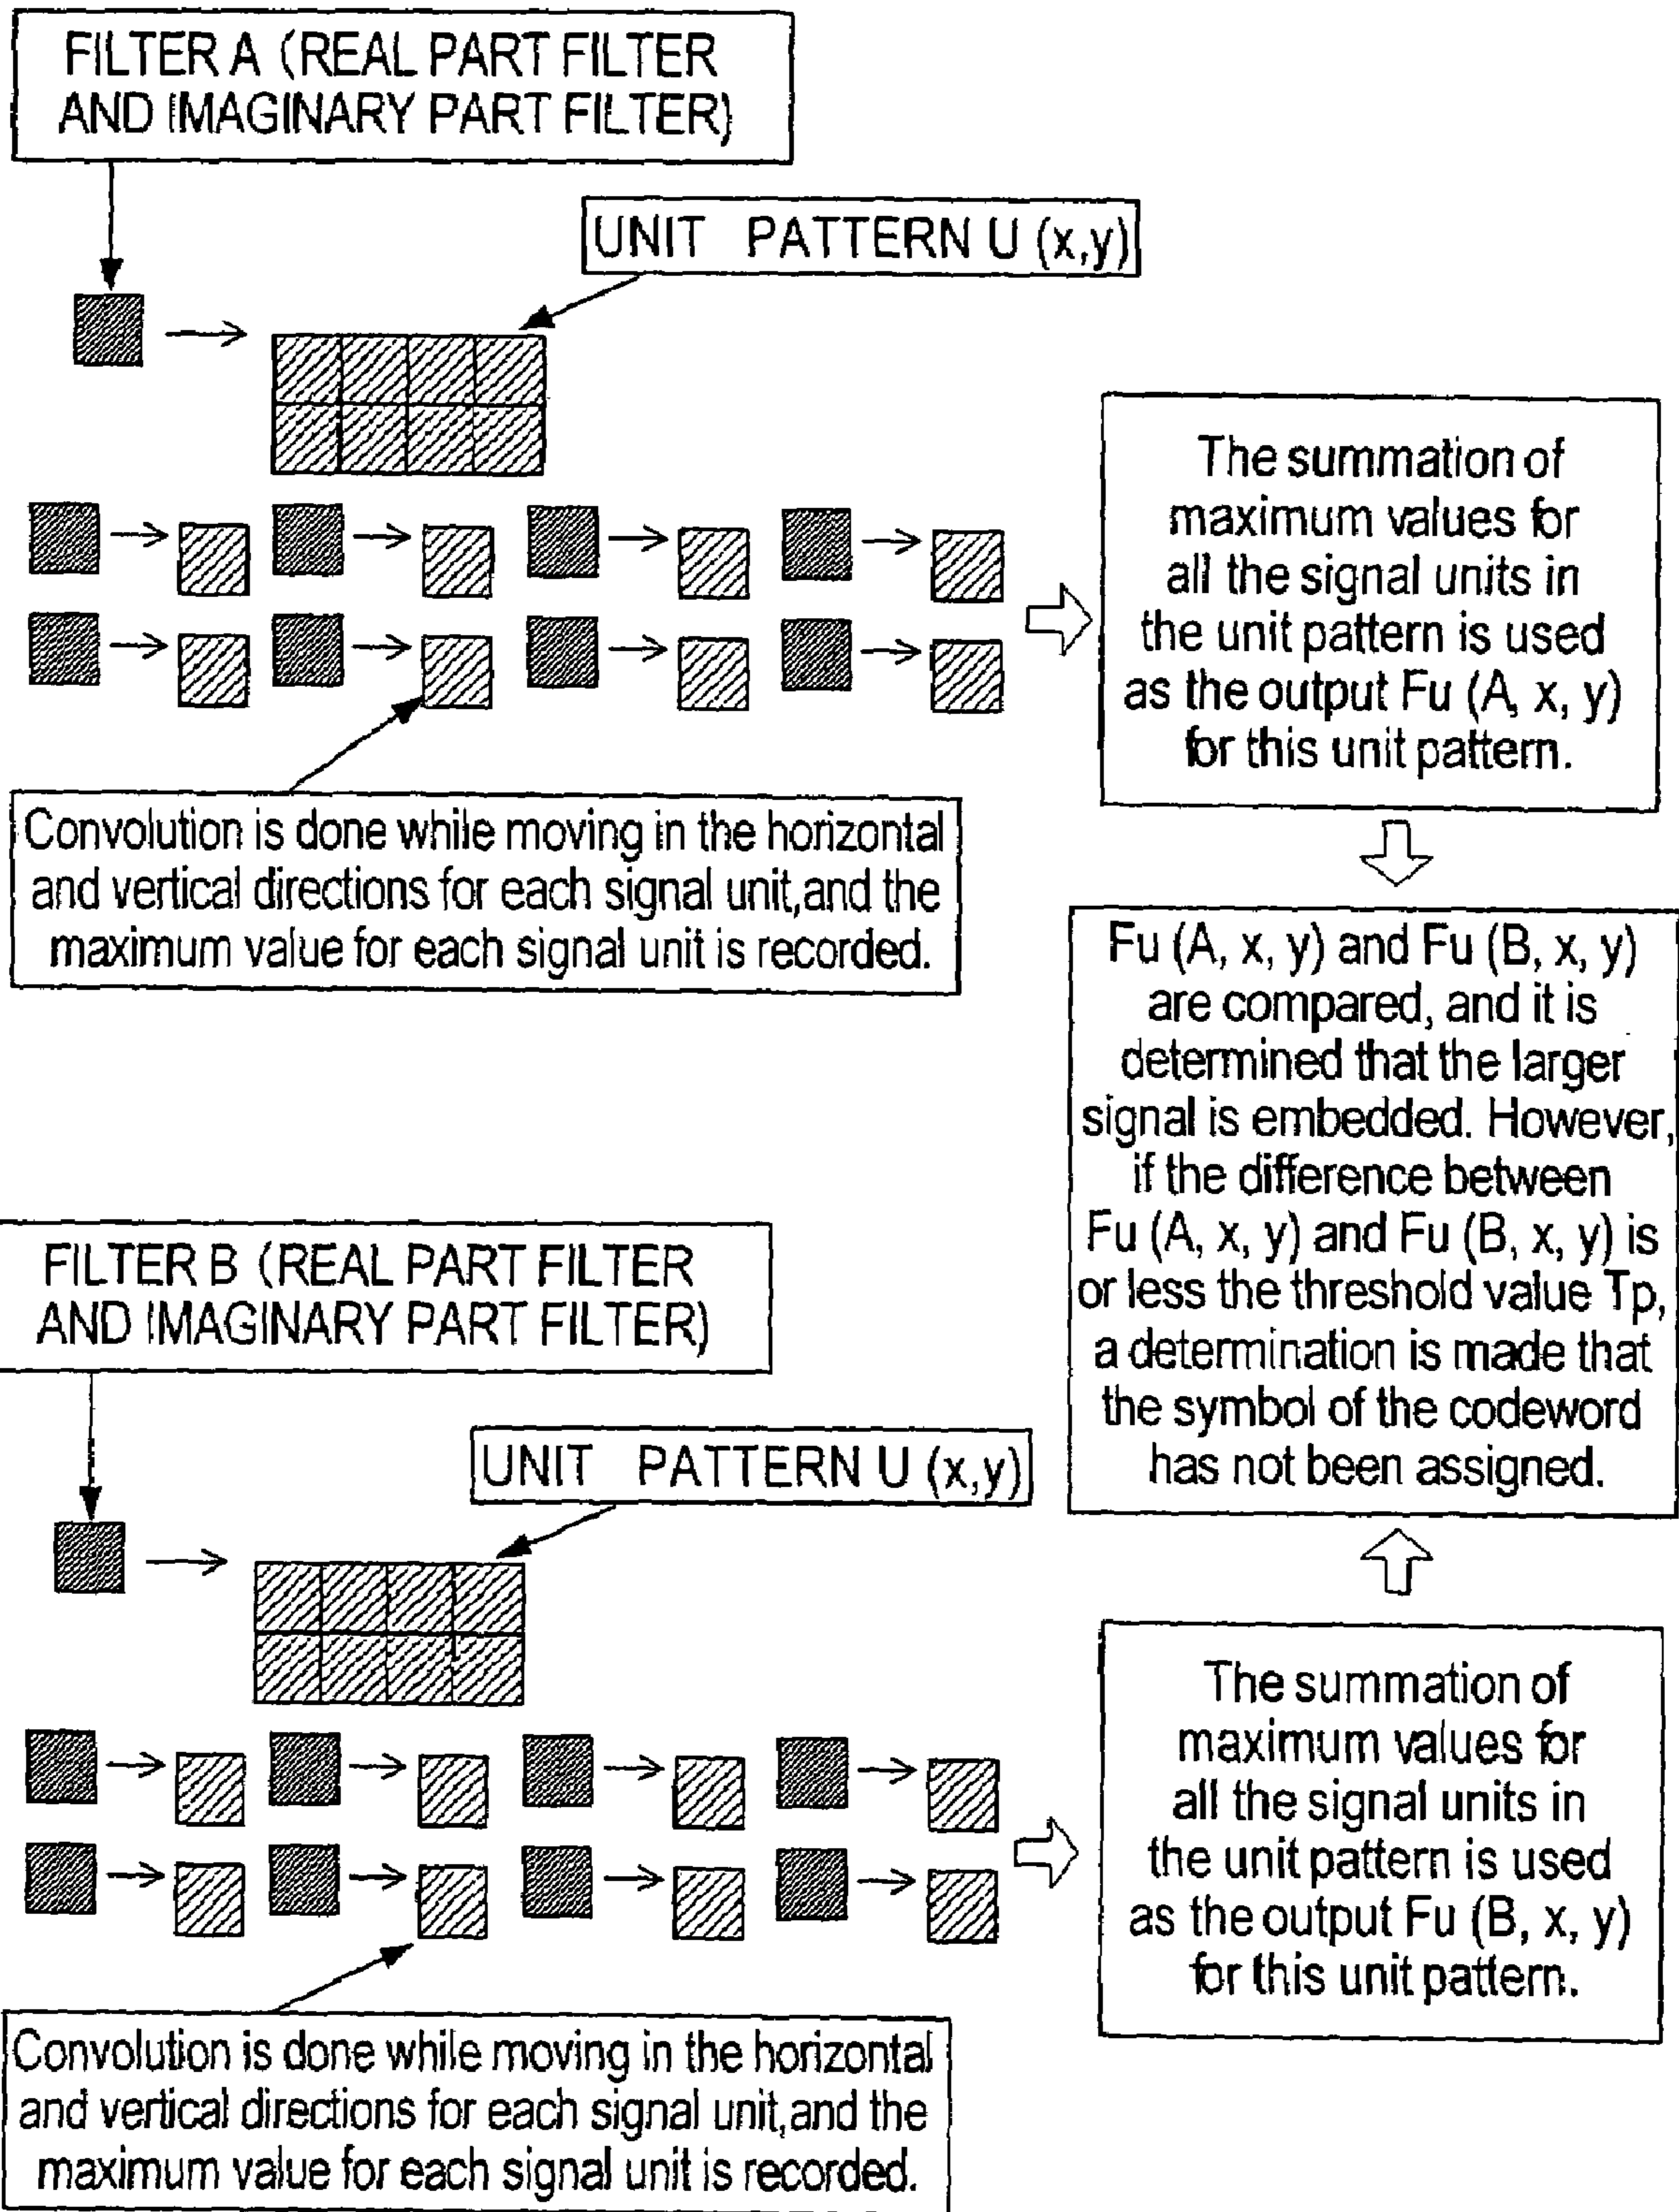 FILTER A (REAL PART FILTER
AND IMAGINARY PART FILTER)
UNIT PATTERN U (x,y)
Convolution is done while moving in the horizontal
and vertical directions for each signal unit,and the
maximum value for each signal unit is recorded.
The summation of
maximum values for
all the signal units in
the unit pattern is used
as the output Fu (A, x, y)
for this unit pattern.
Fu (A, x, y) and Fu (B, x, y)
are compared, and it is
determined that the larger
signal is embedded. However,
if the difference between
Fu (A, x, y) and Fu (B, x, y) is
or less the threshold value Tp,
a determination is made that
the symbol of the codeword
has not been assigned.
FILTER B (REAL PART FILTER
AND IMAGINARY PART FILTER)
UNIT PATTERN U (x,y)
Convolution is done while moving in the horizontal
and vertical directions for each signal unit,and the
maximum value for each signal unit is recorded.
The summation of
maximum values for
all the signal units in
the unit pattern is used
as the output Fu (B, x, y)
for this unit pattern.